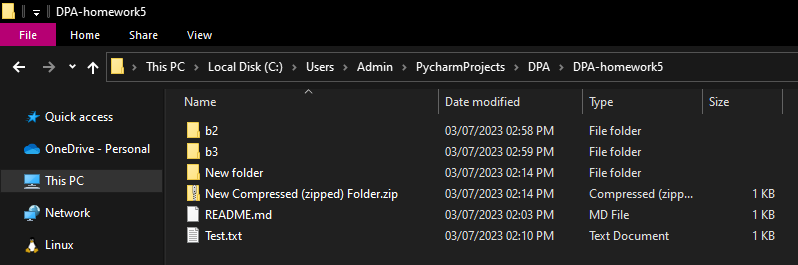 DPA-homework5
File Home Share View
This PC Local Disk (C:) Users Admin PycharmProjects DPA DPA-homework5
Name Date modified Type Size
Quick access
OneDrive - Personal
This PC
Network
Linux
b2 03/07/2023 02:58 PM File folder
b3 03/07/2023 02:59 PM File folder
New folder 03/07/2023 02:14 PM File folder
New Compressed (zipped) Folder.zip 03/07/2023 02:14 PM Compressed (zipp... 1 KB
README.md 03/07/2023 02:03 PM MD File 1 KB
Test.txt 03/07/2023 02:10 PM Text Document 1 KB